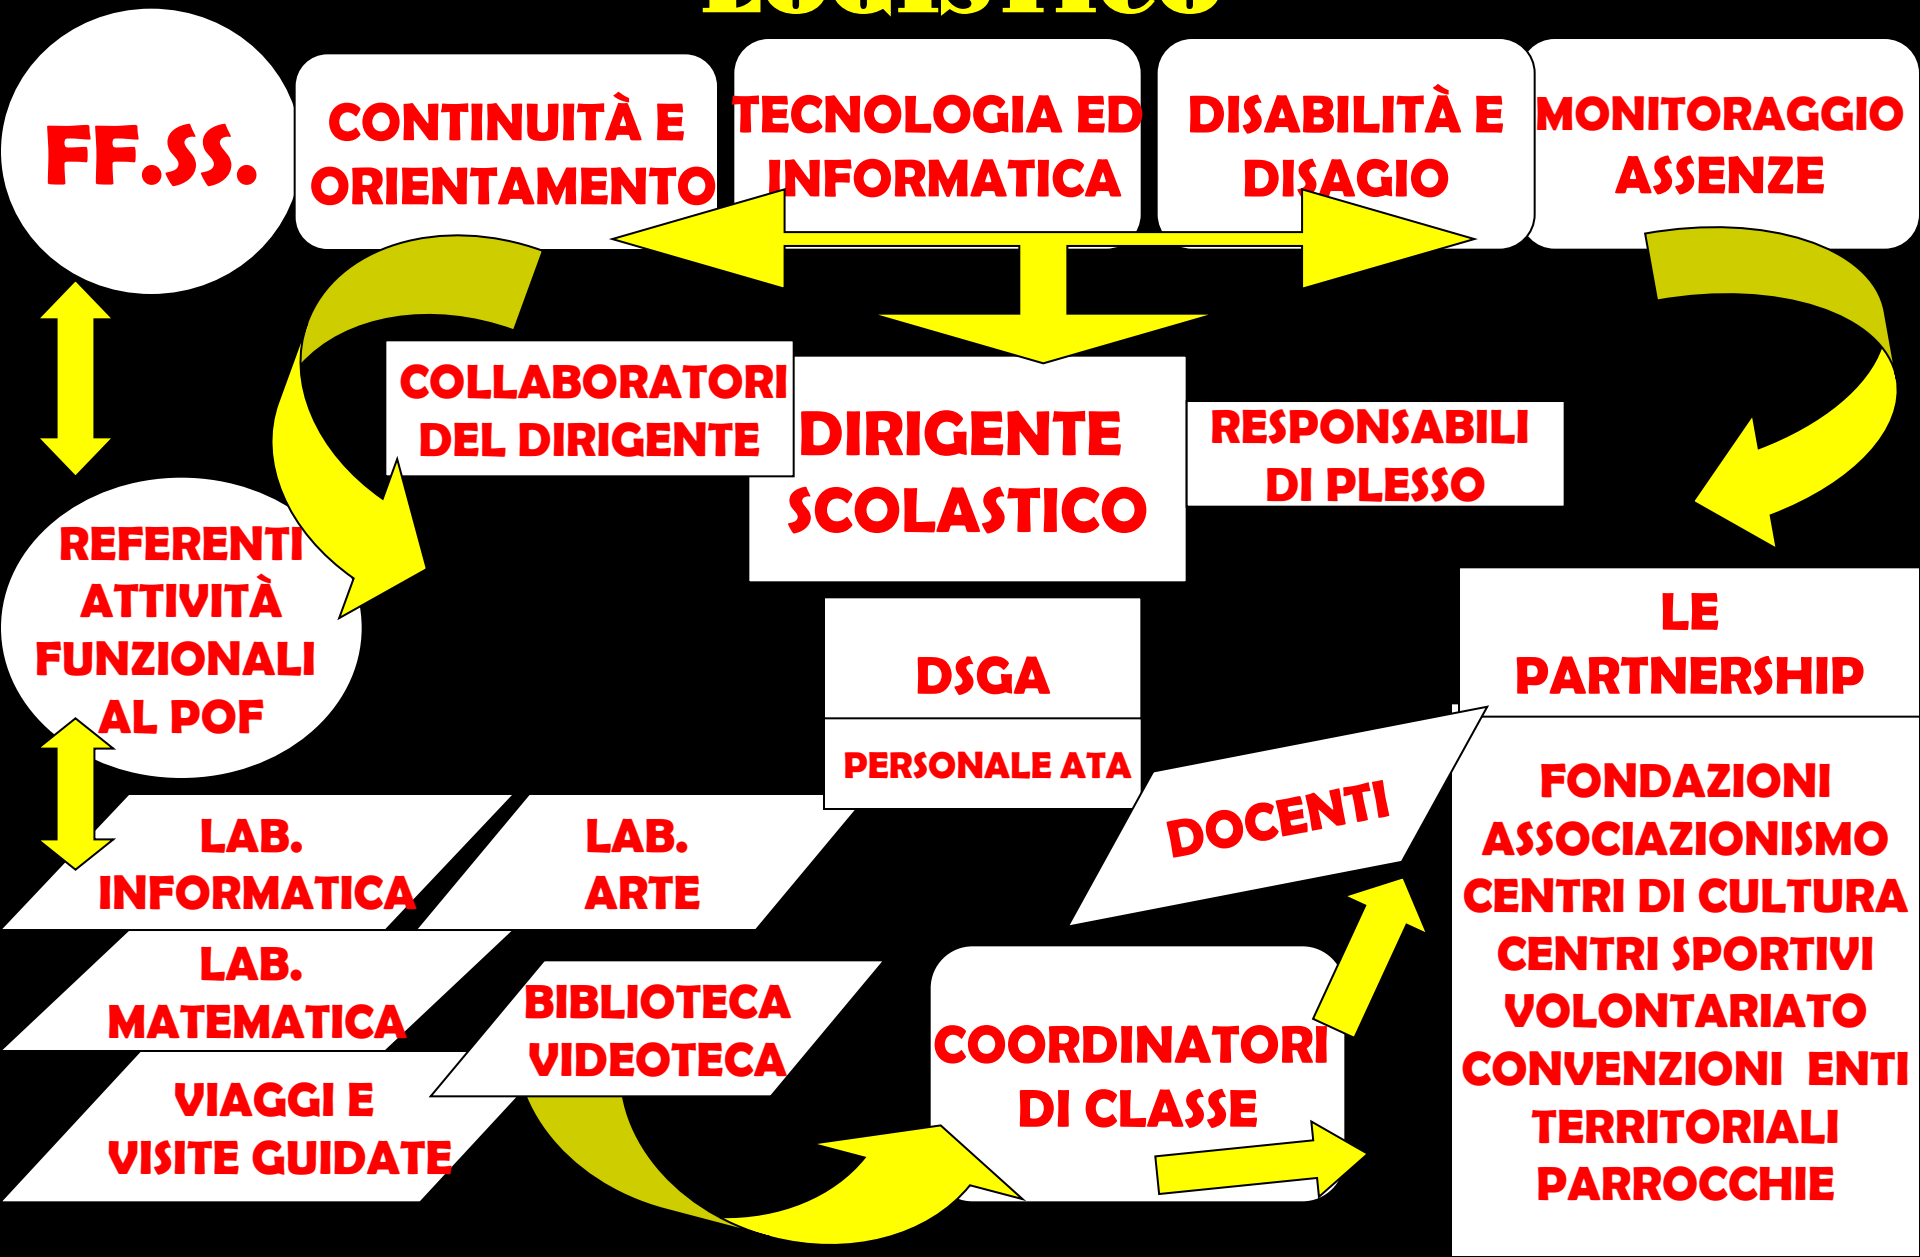 LOGISTICO
FF.SS.
CONTINUITÀ E
ORIENTAMENTO
TECNOLOGIA ED
INFORMATICA
DISABILITÀ E
DISAGIO
MONITORAGGIO
ASSENZE
COLLABORATORI
DEL DIRIGENTE
DIRIGENTE
SCOLASTICO
RESPONSABILI
DI PLESSO
REFERENTI
ATTIVITÀ
FUNZIONALI
AL POF
DSGA
PERSONALE ATA
LE
PARTNERSHIP
DOCENTI
FONDAZIONI
ASSOCIAZIONISMO
CENTRI DI CULTURA
CENTRI SPORTIVI
VOLONTARIATO
CONVENZIONI ENTI
TERRITORIALI
PARROCCHIE
LAB.
INFORMATICA
LAB.
ARTE
LAB.
MATEMATICA
BIBLIOTECA
VIDEOTECA
VIAGGI E
VISITE GUIDATE
COORDINATORI
DI CLASSE